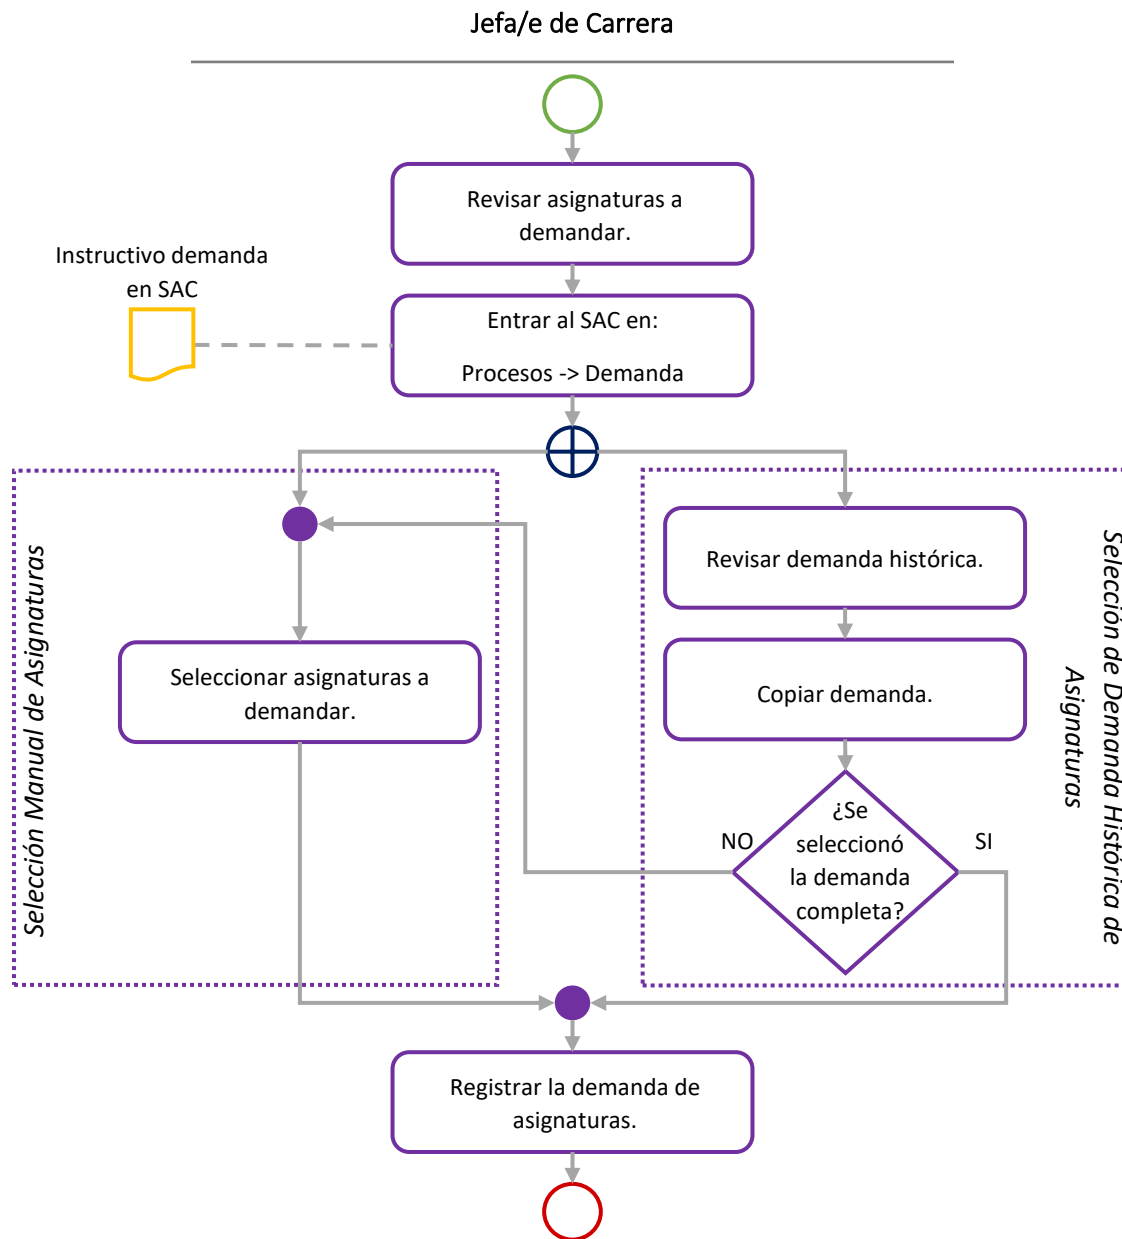 Jefa/e de Carrera
Revisar asignaturas a
demandar.
Instructivo demanda
en SAC
Entrar al SAC en:
Procesos -> Demanda
Selección Manual de Asignaturas
Seleccionar asignaturas a
demandar.
Revisar demanda histórica.
Copiar demanda.
¿Se
seleccionó
la demanda
completa?
NO
SI
Selección de Demanda Histórica de
Asignaturas
Registrar la demanda de
asignaturas.